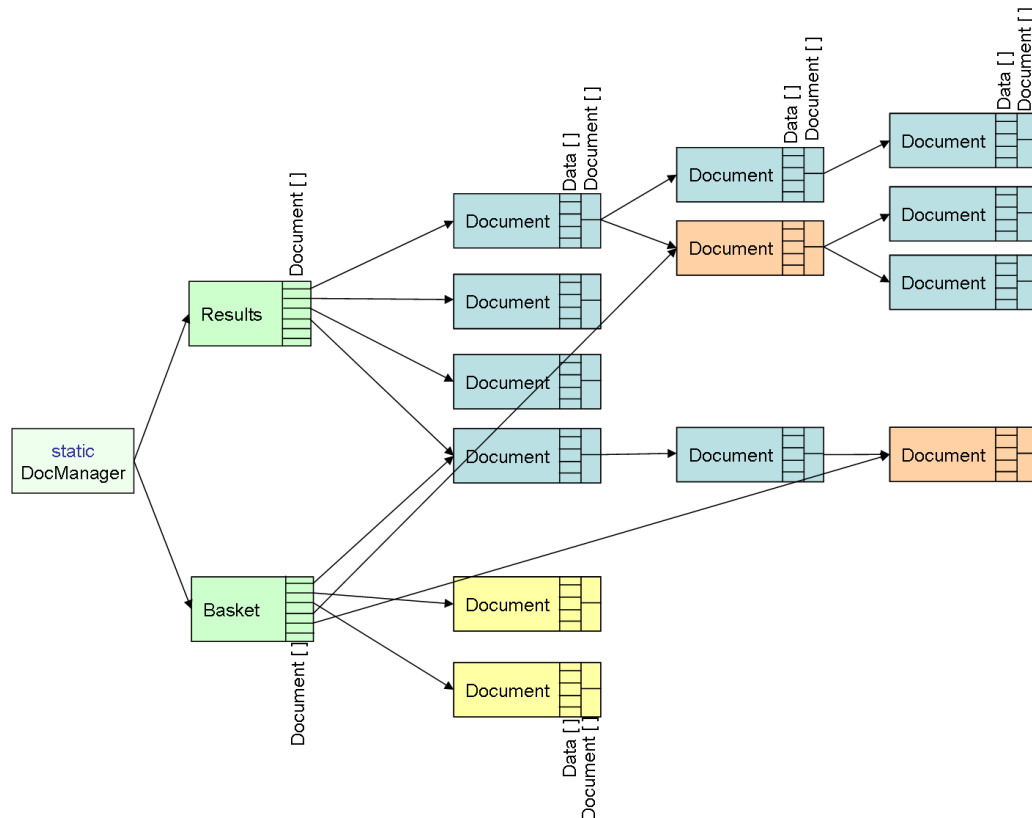 Data [ ]
Document [ ]
Data [ ]
Document [ ]
Data [ ]
Document [ ]
Document [ ]
Document
Document
Document
Document
Document
Document
Results
Document
Document
Document
static
DocManager
Document
Document
Document
Basket
Document
Document [ ]
Document
Data [ ]
Document [ ]